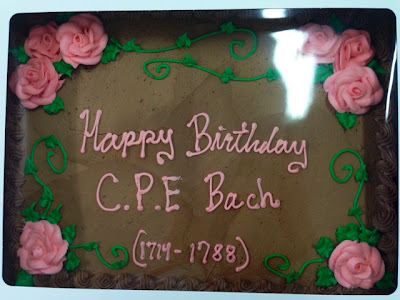 Happy Birthday
C.P.E Bach
(1714-1788)